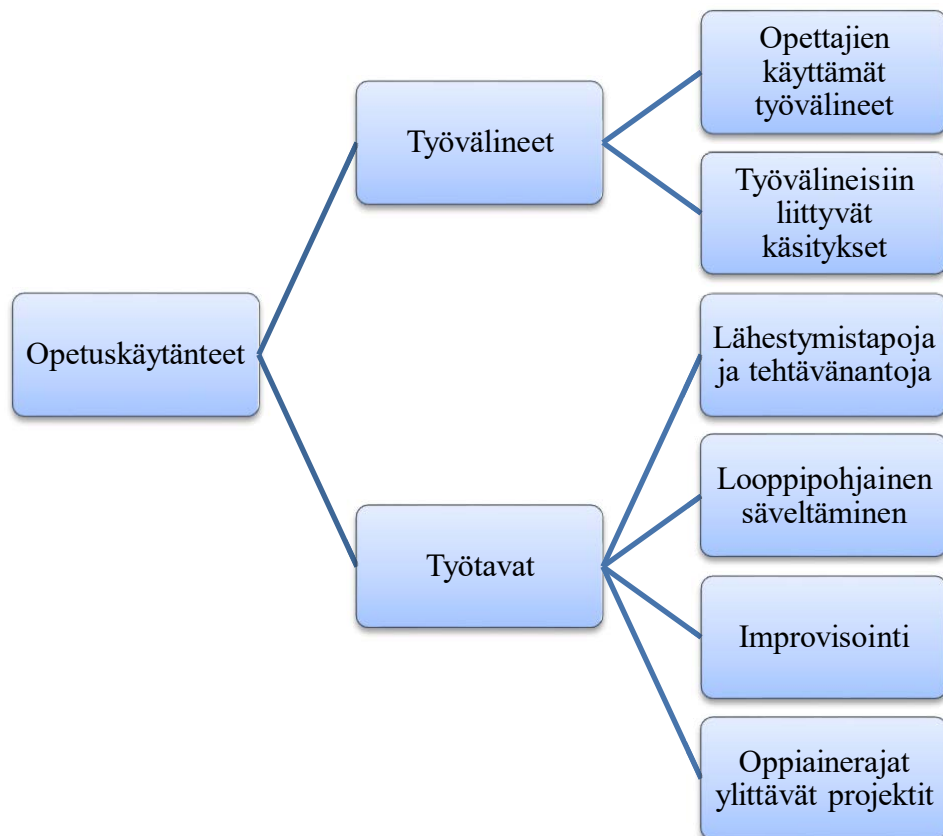 Opetuskäytänteet
Työvälineet
Opettajien
käyttämät
työvälineet
Työvälineisiin
liittyvät
käsitykset
Työtavat
Lähestymistapoja
ja tehtävänantoja
Looppipohjainen
säveltäminen
Improvisointi
Oppiainerajat
ylittävät projektit